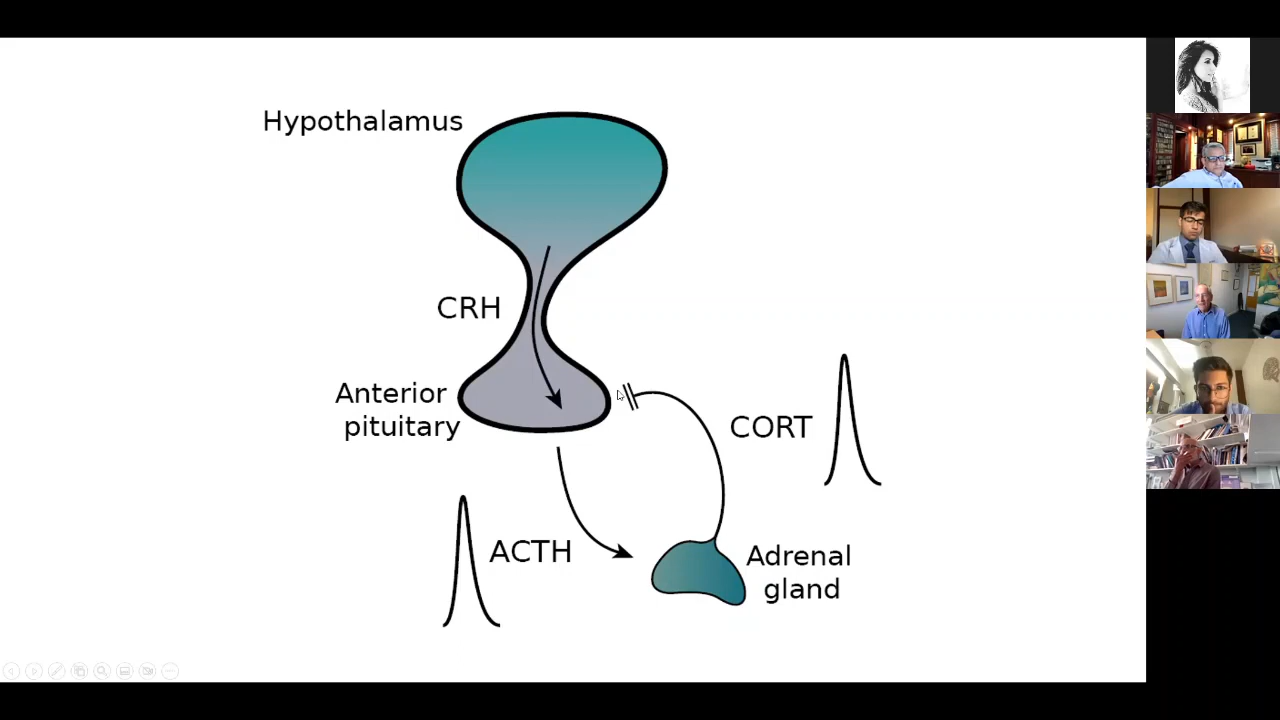 Hypothalamus
CRH
Anterior
pituitary
CORT
ACTH
Adrenal
gland